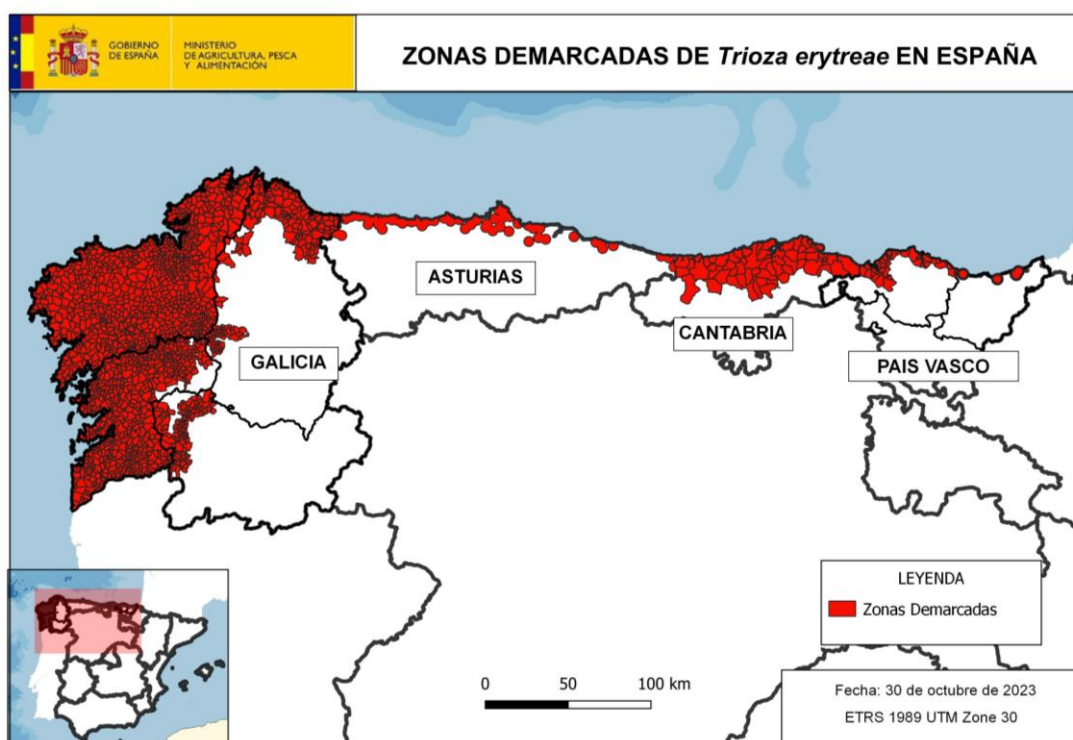 GOBIERNO
DE ESPAÑA
MINISTERIO
DE AGRICULTURA, PESCA
Y ALIMENTACIÓN
ZONAS DEMARCADAS DE Trioza erytreae EN ESPAÑA
ASTURIAS
CANTABRIA
GALICIA
PAIS VASCO
LEYENDA
Zonas Demarcadas
0 50 100 km
Fecha: 30 de octubre de 2023
ETRS 1989 UTM Zone 30